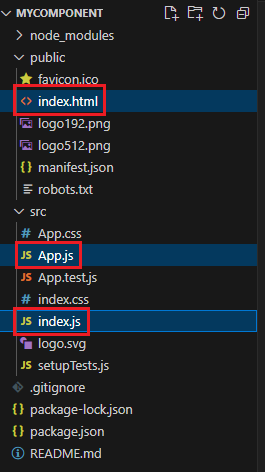 MYCOMPONENT
node_modules
public
favicon.ico
<> index.html
logo192.png
logo512.png
{} manifest.json
robots.txt
src
# App.css
JS App.js
JS App.test.js
# index.css
JS index.js
logo.svg
JS setupTests.js
.gitignore
{} package-lock.json
{} package.json
README.md